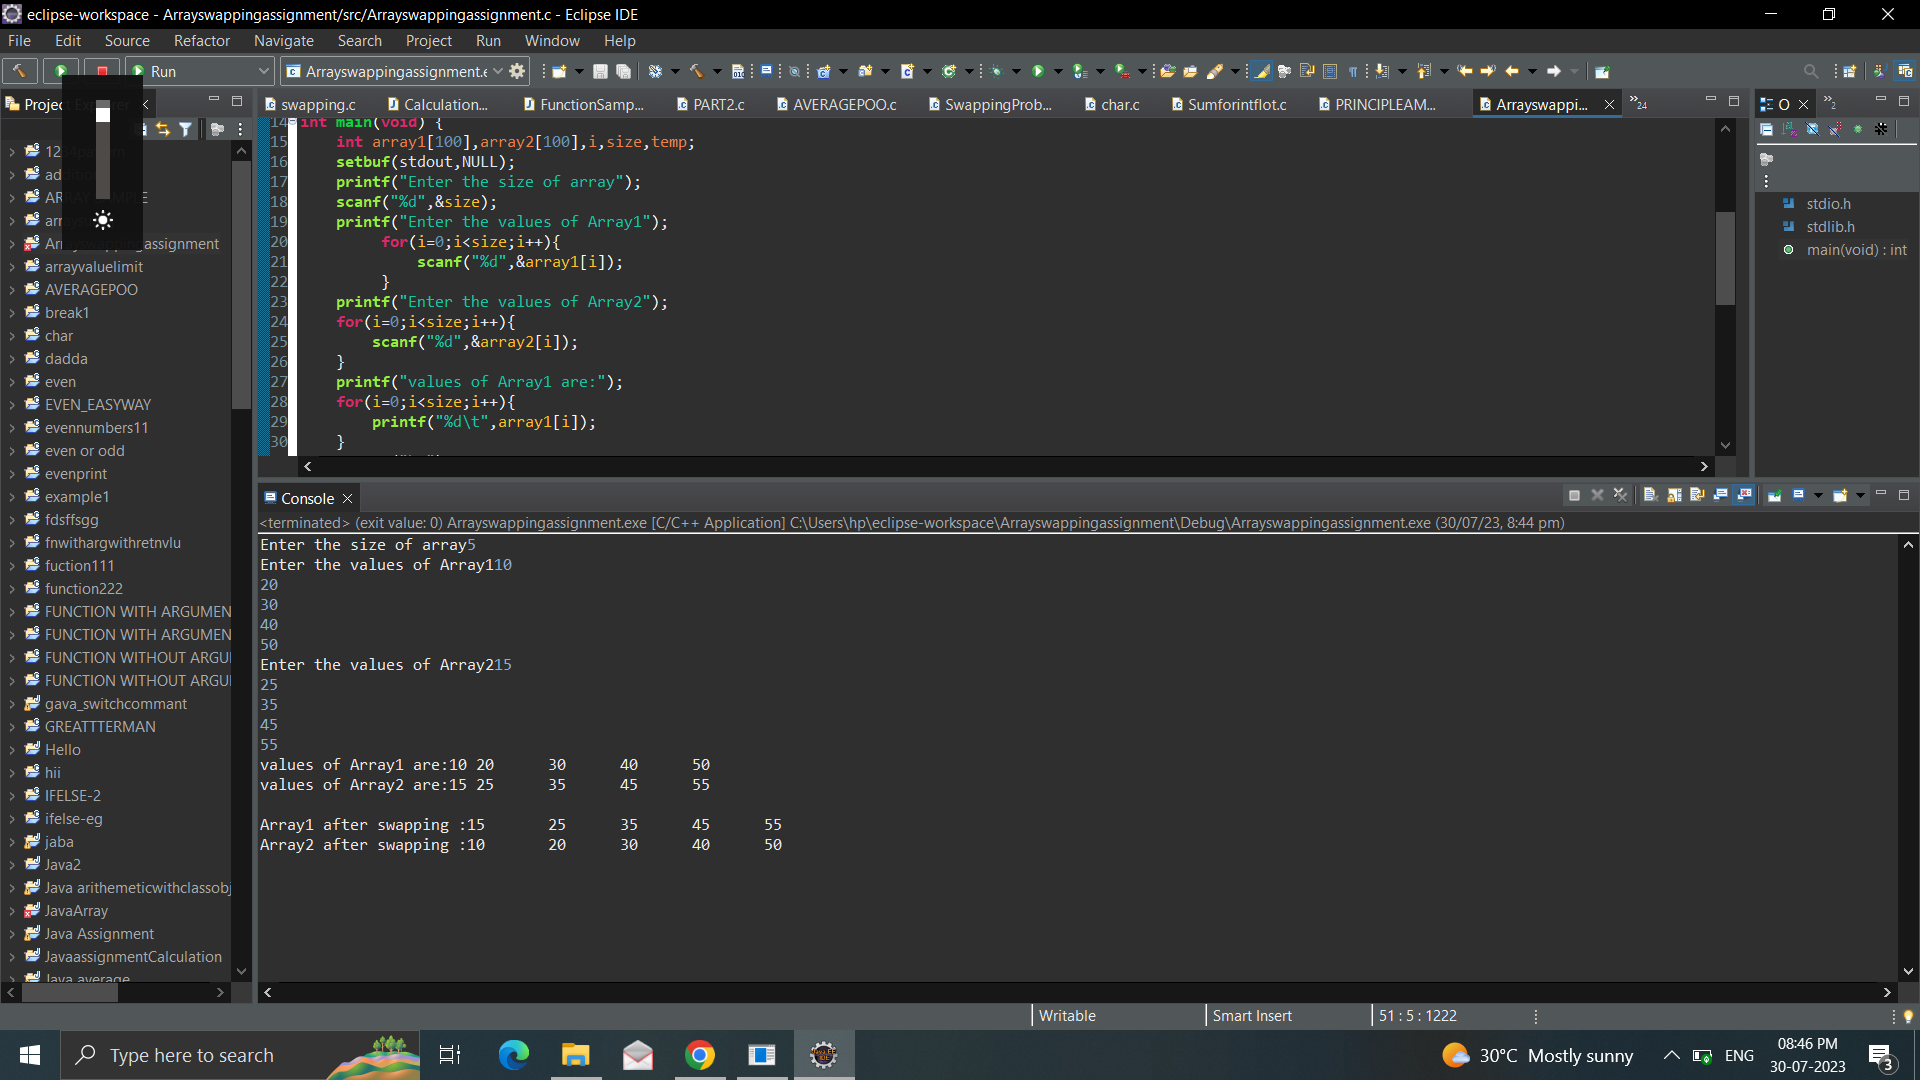 eclipse-workspace - Arrayswappingassignment/src/Arrayswappingassignment.c - Eclipse IDE
File Edit Source Refactor Navigate Search Project Run Window Help
Run
Arrayswappingassignment.e
swapping.c Calculation... FunctionSamp... PART2.c AVERAGEPOO.c SwappingProb... char.c Sumforintflot.c PRINCIPLEAM... Arrayswappi... »24
O »2
assignment
arrayvaluelimit
AVERAGEPOO
break1
char
dadda
even
EVEN_EASYWAY
evennumbers11
even or odd
evenprint
example1
fdsffsgg
fnwithargwithretnvlu
fuction111
function222
FUNCTION WITH ARGUMEN
FUNCTION WITH ARGUMEN
FUNCTION WITHOUT ARGU
FUNCTION WITHOUT ARGU
gava_switchcommant
GREATTTERMAN
Hello
hii
IFELSE-2
ifelse-eg
jaba
Java2
Java arithemeticwithclassobj
JavaArray
Java Assignment
JavaassignmentCalculation
Java average
14 int main(void) {
15 int array1[100],array2[100],i,size,temp;
16 setbuf(stdout,NULL);
17 printf("Enter the size of array");
18 scanf("%d",&size);
19 printf("Enter the values of Array1");
20 for(i=0;i<size;i++){
21 scanf("%d",&array1[i]);
22 }
23 printf("Enter the values of Array2");
24 for(i=0;i<size;i++){
25 scanf("%d",&array2[i]);
26 }
27 printf("values of Array1 are:");
28 for(i=0;i<size;i++){
29 printf("%d\t",array1[i]);
30 }
stdio.h
stdlib.h
main(void) : int
Console
<terminated> (exit value: 0) Arrayswappingassignment.exe [C/C++ Application] C:\Users\hp\eclipse-workspace\Arrayswappingassignment\Debug\Arrayswappingassignment.exe (30/07/23, 8:44 pm)
Enter the size of array5
Enter the values of Array110
20
30
40
50
Enter the values of Array215
25
35
45
55
values of Array1 are:10 20 30 40 50
values of Array2 are:15 25 35 45 55
Array1 after swapping :15 25 35 45 55
Array2 after swapping :10 20 30 40 50
Writable Smart Insert 51 : 5 : 1222
Type here to search
30°C Mostly sunny ENG
08:46 PM
30-07-2023
3